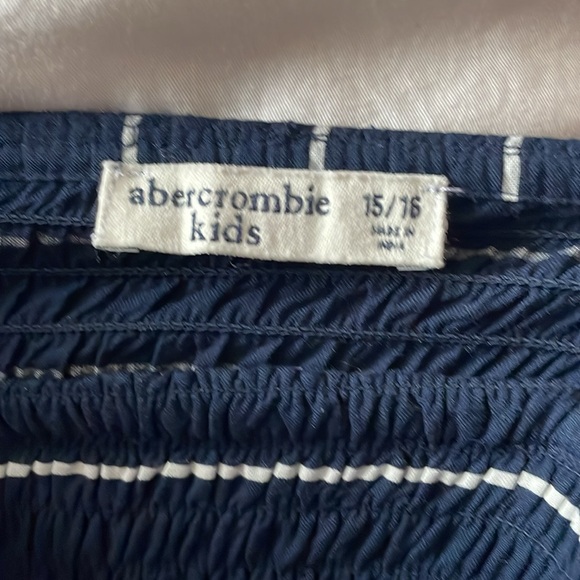 abercrombie
kids
15/16
MADE IN
INDIA